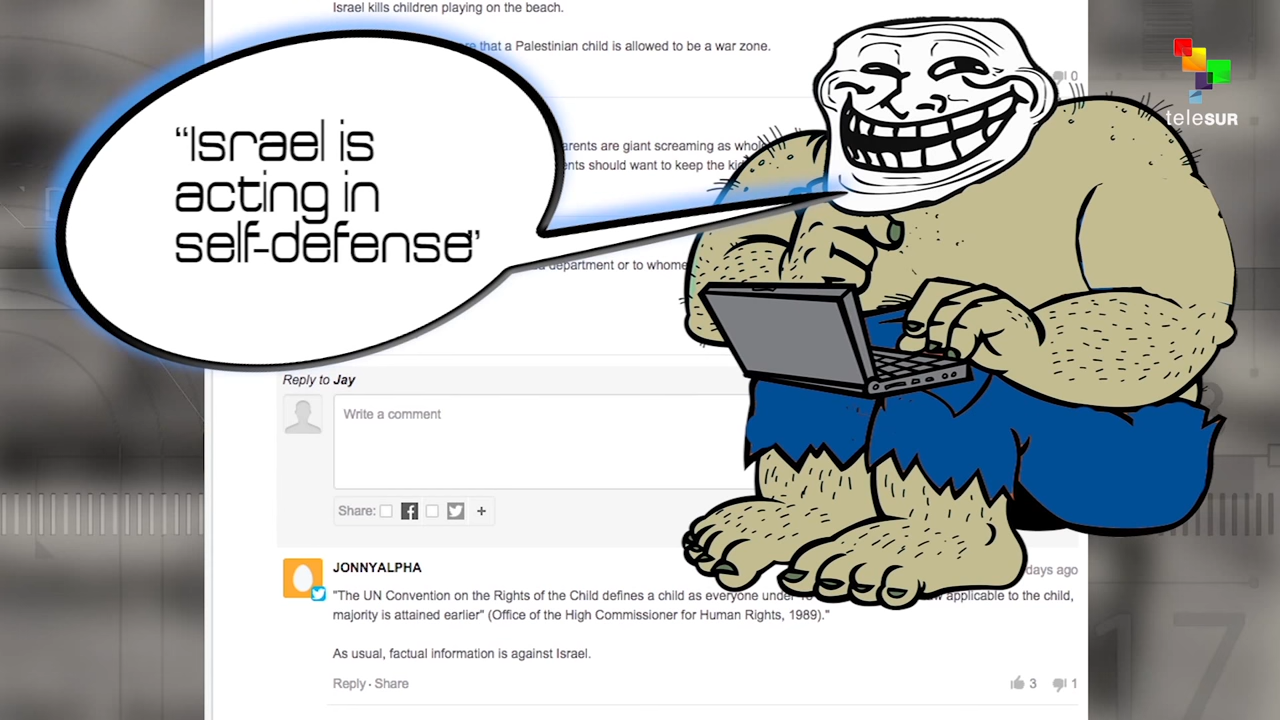 Israel kills children playing on the beach.
that a Palestinian child is allowed to be a war zone.
0
telesUR
"Israel is
acting in
self-defense"
arents are giant screaming as
ents should want to keep the
department or to
Reply to Jay
Write a comment
Share:
+
JONNYALPHA
days ago
"The UN Convention on the Rights of the Child defines a child as everyone applicable to the child,
majority is attained earlier" (Office of the High Commissioner for Human Rights, 1989)."
As usual, factual information is against Israel.
Reply · Share
3 1
17